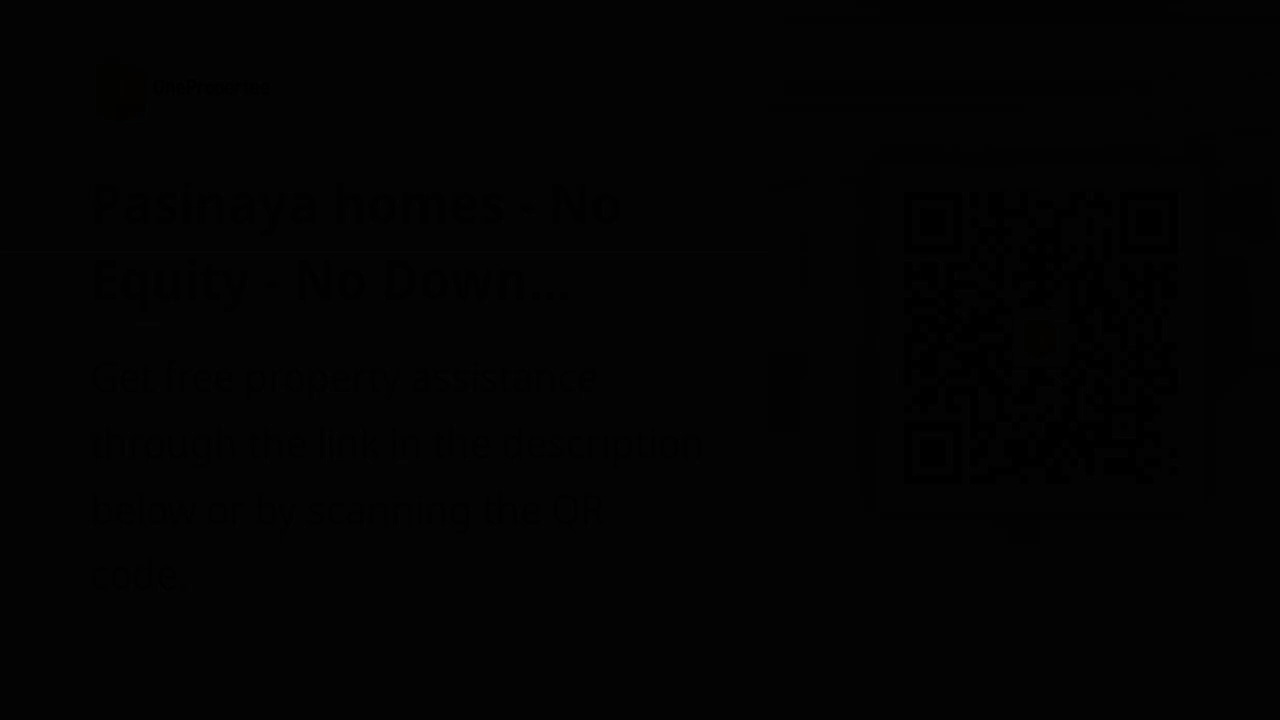 OnePropertee
Pasinaya homes - No
Equity - No Down...
Get free property assistance
through the link in the description
below or by scanning the QR
code.